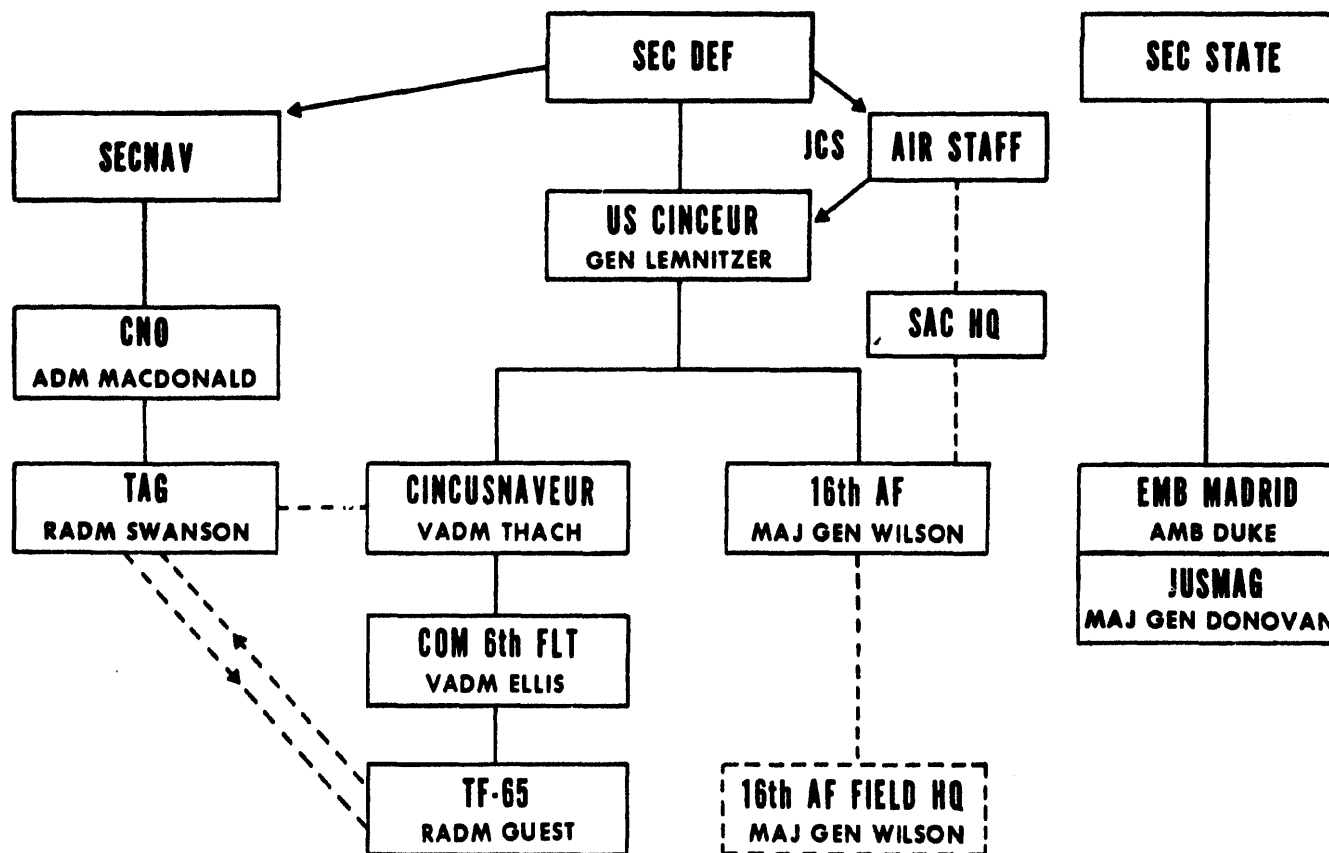 SEC DEF
SEC STATE
SECNAV
JCS
AIR STAFF
US CINCEUR
GEN LEMNITZER
CNO
ADM MACDONALD
SAC HQ
TAG
RADM SWANSON
CINCUSNAVEUR
VADM THACH
16th AF
MAJ GEN WILSON
EMB MADRID
AMB DUKE
JUSMAG
MAJ GEN DONOVAN
COM 6th FLT
VADM ELLIS
TF-65
RADM GUEST
16th AF FIELD HQ
MAJ GEN WILSON